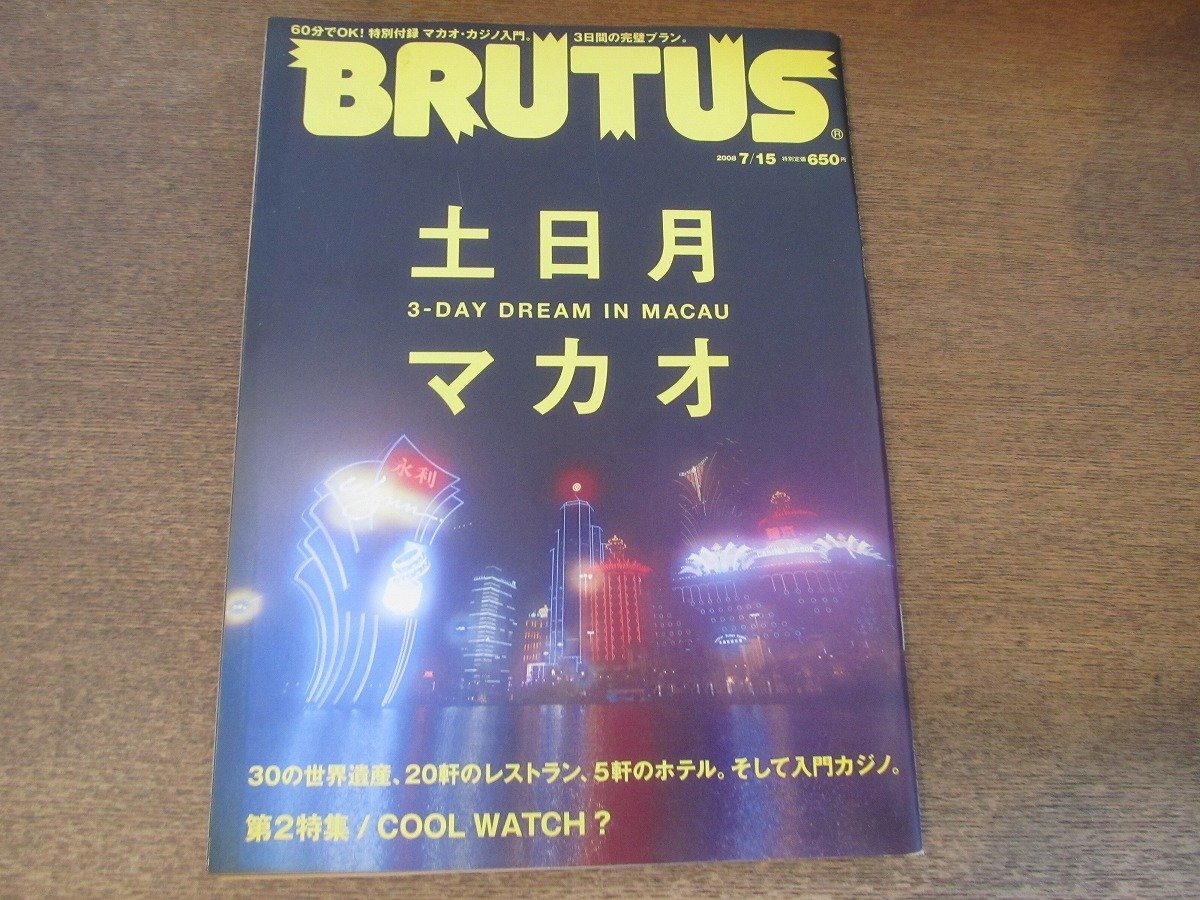 60分でOK! 特別付録 マカオ・カジノ入門。 3日間の完璧プラン。
BRUTUS®
2008 7/15 特別定価 650円
土日月
3-DAY DREAM IN MACAU
マカオ
永利
Wynn
CASINO LISBOA
30の世界遺産、20軒のレストラン、5軒のホテル。そして入門カジノ。
第2特集 / COOL WATCH ?